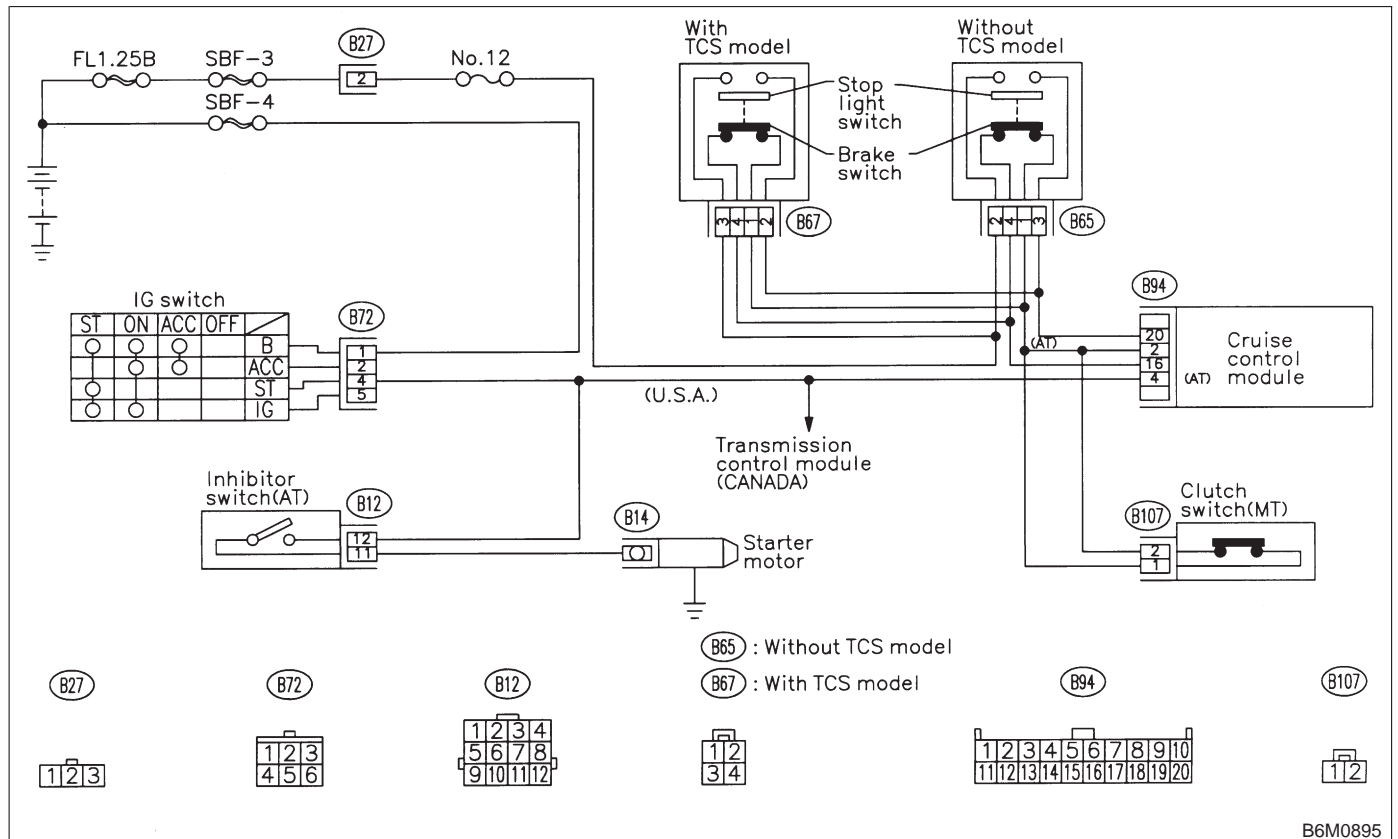 With
TCS model
Without
TCS model
FL1.25B
SBF-3
B27
2
No.12
SBF-4
Stop
light
switch
Brake
switch
3 4 1 2
B67
2 4 1 3
B65
IG switch
ST ON ACC OFF
B
ACC
ST
IG
B72
1
2
4
5
B94
20
2
16
4
(AT)
(AT)
Cruise
control
module
(U.S.A.)
Transmission
control module
(CANADA)
Inhibitor
switch(AT)
B12
12
11
B14
Starter
motor
Clutch
switch(MT)
B107
2
1
B65 : Without TCS model
B67 : With TCS model
B27
B72
B12
B94
B107
1 2 3
1 2 3
4 5 6
1 2 3 4
5 6 7 8
9 10 11 12
1 2
3 4
1 2 3 4 5 6 7 8 9 10
11 12 13 14 15 16 17 18 19 20
1 2
B6M0895